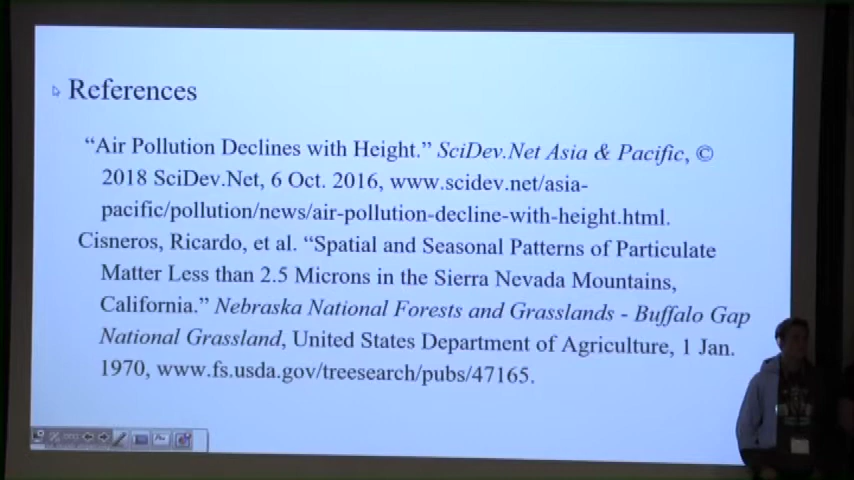 References
“Air Pollution Declines with Height.” SciDev.Net Asia & Pacific, ©
2018 SciDev.Net, 6 Oct. 2016, www.scidev.net/asia-
pacific/pollution/news/air-pollution-decline-with-height.html.
Cisneros, Ricardo, et al. “Spatial and Seasonal Patterns of Particulate
Matter Less than 2.5 Microns in the Sierra Nevada Mountains,
California.” Nebraska National Forests and Grasslands - Buffalo Gap
National Grassland, United States Department of Agriculture, 1 Jan.
1970, www.fs.usda.gov/treesearch/pubs/47165.